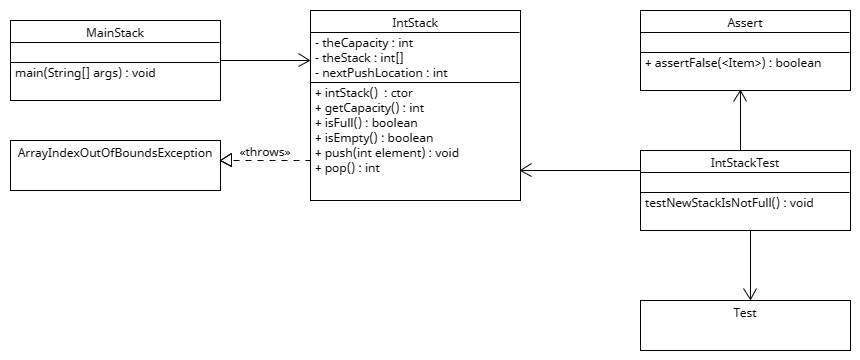 MainStack
main(String[] args) : void
IntStack
- theCapacity : int
- theStack : int[]
- nextPushLocation : int
+ intStack()  : ctor
+ getCapacity() : int
+ isFull() : boolean
+ isEmpty() : boolean
+ push(int element) : void
+ pop() : int
Assert
+ assertFalse(<Item>) : boolean
ArrayIndexOutOfBoundsException
«throws»
IntStackTest
testNewStackIsNotFull() : void
Test